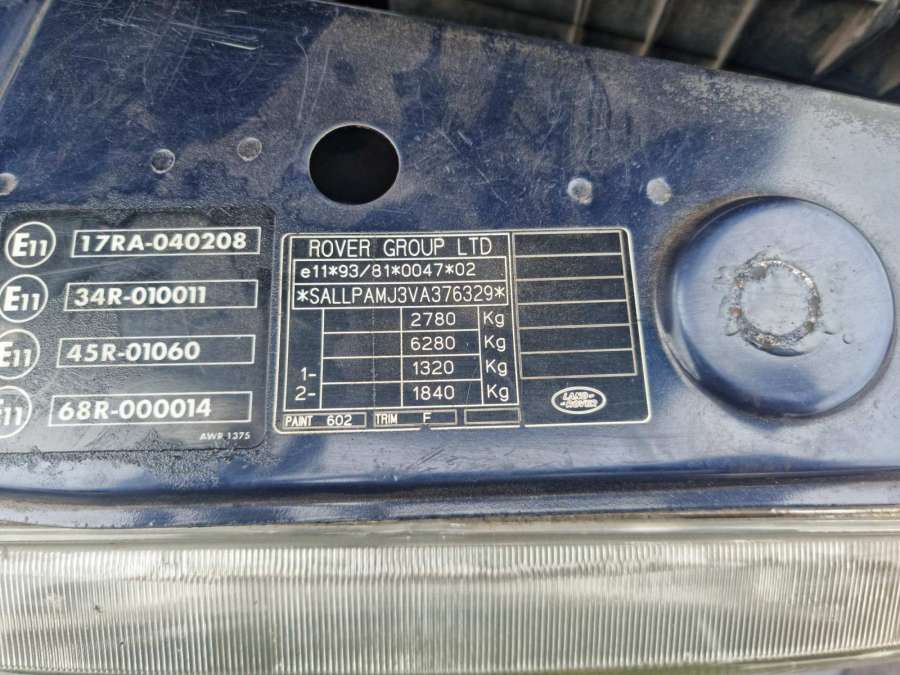 E11 17RA-040208
E11 34R-010011
E11 45R-01060
E11 68R-000014
AWR 1375
ROVER GROUP LTD
e11*93/81*0047*02
*SALLPAMJ3VA376329*
2780 Kg
6280 Kg
1- 1320 Kg
2- 1840 Kg
PAINT 602 TRIM F
LAND-
-ROVER